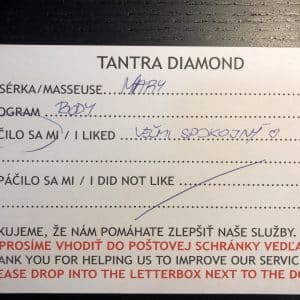 TANTRA DIAMOND
SÉRKA/MASSEUSE MARY
OGRAM BODY
ČILO SA MI / I LIKED VEĽMI SPOKOJNÝ
PÁČILO SA MI / I DID NOT LIKE
KUJEME, ŽE NÁM POMÁHATE ZLEPŠIŤ NAŠE SLUŽBY.
PROSÍME VHODIŤ DO POŠTOVEJ SCHRÁNKY VEDĽA
ANK YOU FOR HELPING US TO IMPROVE OUR SERVIC
EASE DROP INTO THE LETTERBOX NEXT TO THE DO